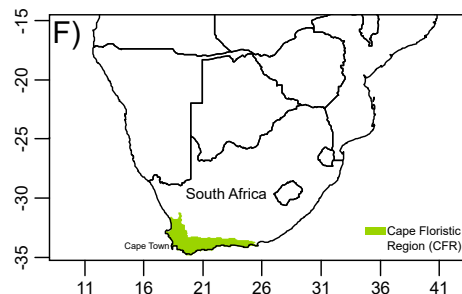 F)
-15
-20
-25
-30
-35
South Africa
Cape Town
Cape Floristic
Region (CFR)
11 16 21 26 31 36 41